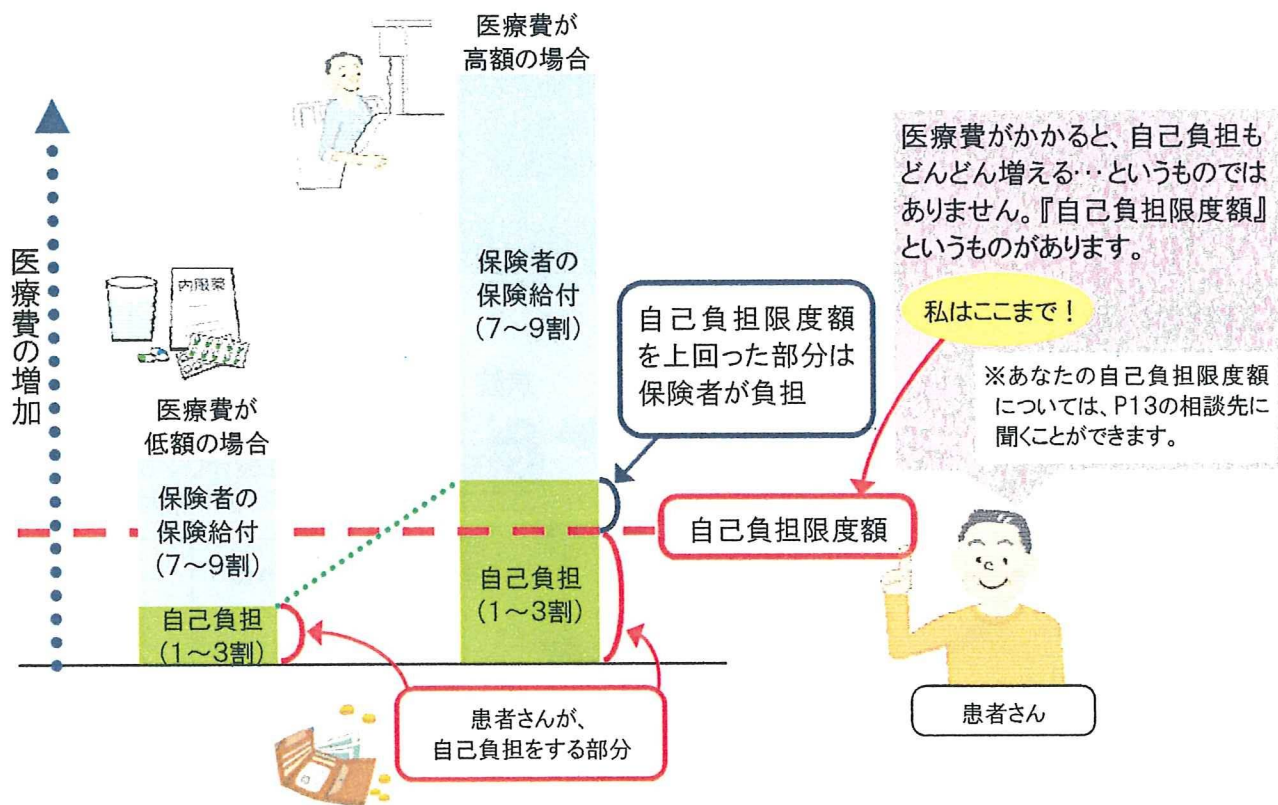 医療費が
高額の場合
医療費がかかると、自己負担も
どんどん増える…というものでは
ありません。『自己負担限度額』
というものがあります。
私はここまで！
※あなたの自己負担限度額
については、P13の相談先に
聞くことができます。
医療費の増加
内服薬
医療費が
低額の場合
保険者の
保険給付
(7～9割)
自己負担
(1～3割)
保険者の
保険給付
(7～9割)
自己負担
(1～3割)
自己負担限度額
を上回った部分は
保険者が負担
自己負担限度額
患者さんが、
自己負担をする部分
患者さん